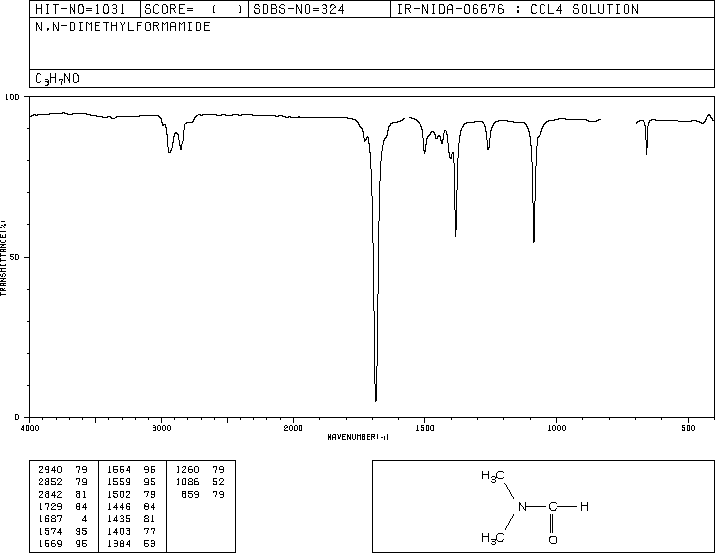 HIT-NO=1031 SCORE= ( ) SDBS-NO=324 IR-NIDA-06676 : CCL4 SOLUTION
N,N-DIMETHYLFORMAMIDE
C3H7NO
100
50
0
TRANSMITTANCE(%)
4000 3000 2000 1500 1000 500
WAVENUMBER(-1)
2940 79 1664 96 1260 79
2852 79 1559 95 1086 52
2842 81 1502 79 659 79
1729 84 1446 84
1687 4 1435 81
1574 95 1403 77
1569 95 1384 53
H3C
N C H
H3C
O